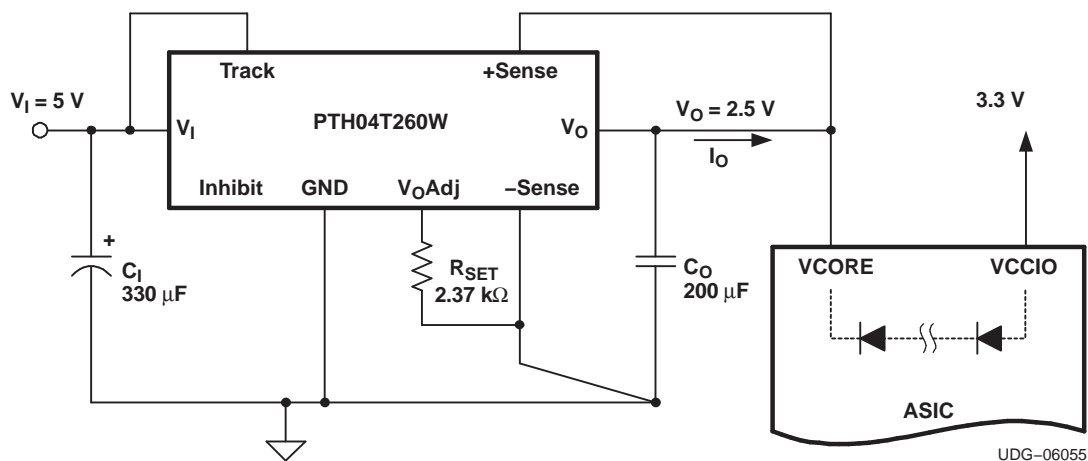 Track
+Sense
V_I = 5 V
PTH04T260W
V_I
V_O
V_O = 2.5 V
3.3 V
I_O
Inhibit
GND
V_OAdj
–Sense
+
C_I
330 μF
R_SET
2.37 kΩ
C_O
200 μF
VCORE
VCCIO
ASIC
UDG–06055